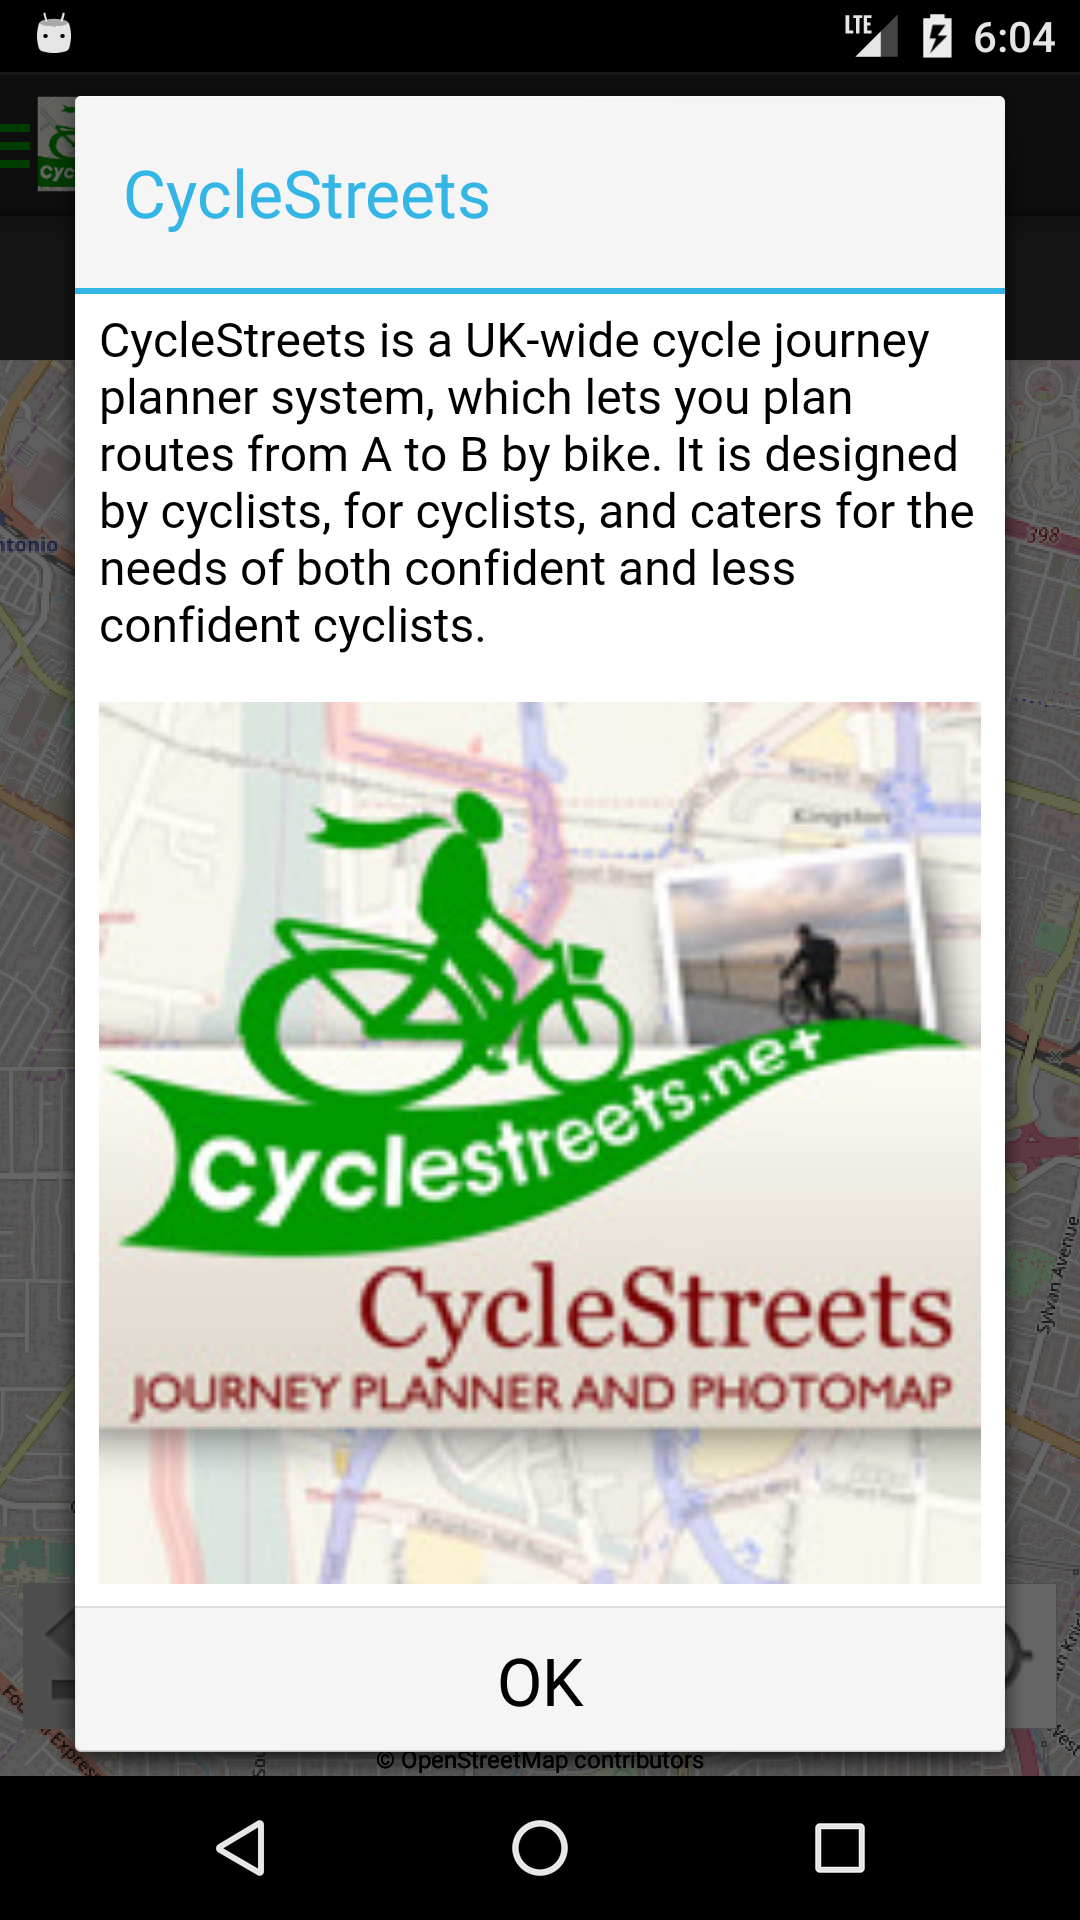 LTE 6:04
Cyc
CycleStreets
CycleStreets is a UK-wide cycle journey
planner system, which lets you plan
routes from A to B by bike. It is designed
by cyclists, for cyclists, and caters for the
needs of both confident and less
confident cyclists.
398
ntonio
Kingston
Cyclestreets.net
Sylvan Avenue
CycleStreets
JOURNEY PLANNER AND PHOTOMAP
OK
© OpenStreetMap contributors